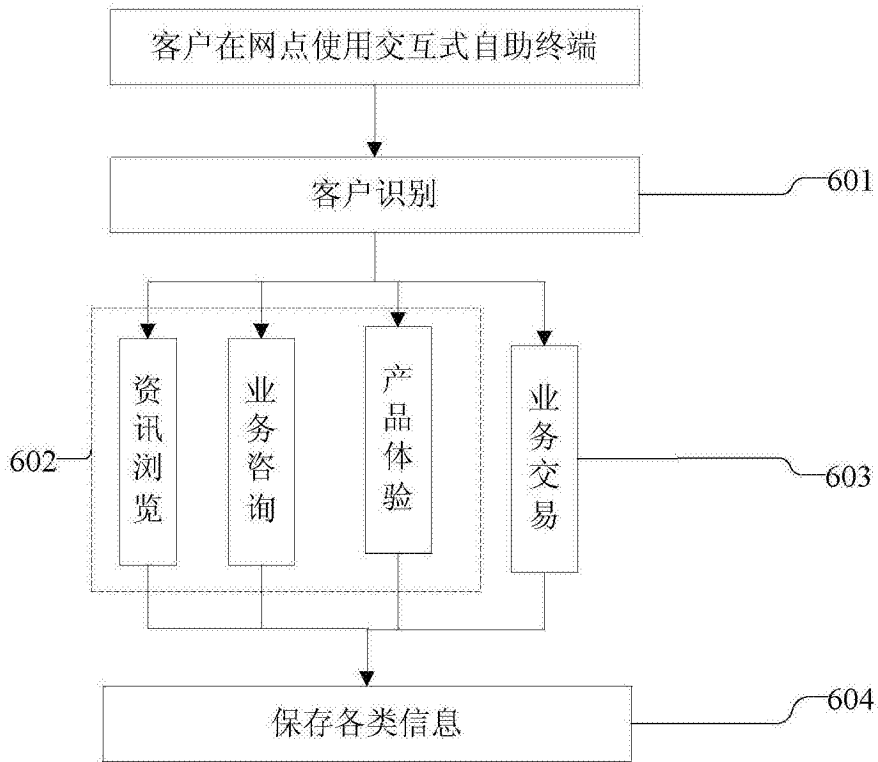 客户在网点使用交互式自助终端
客户识别
601
资讯浏览
业务咨询
产品体验
业务交易
602
603
保存各类信息
604